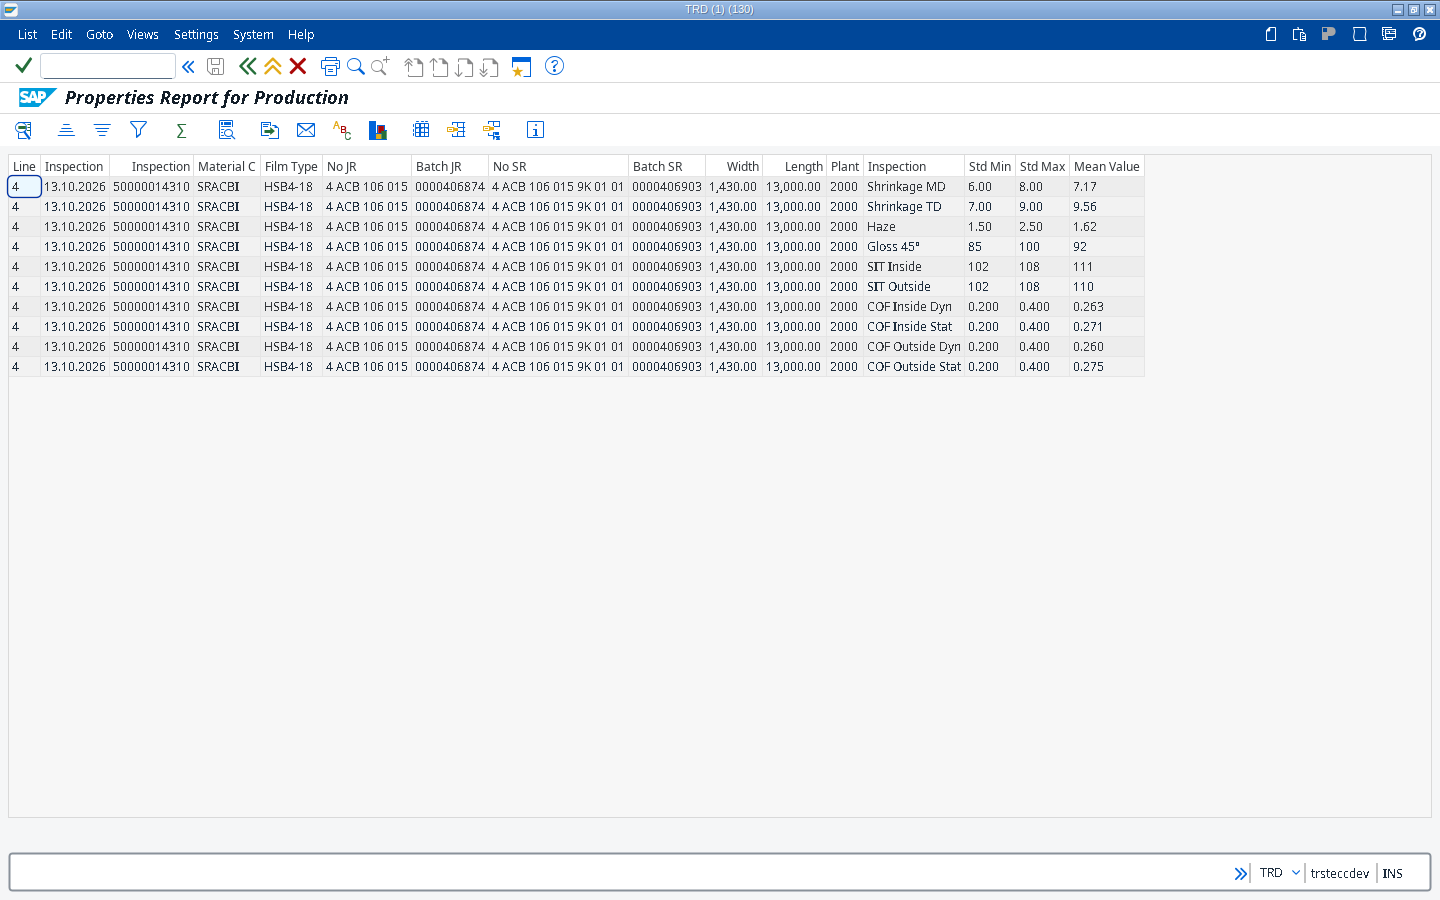 TRD (1) (130)
List Edit Goto Views Settings System Help
SAP Properties Report for Production
Line Inspection Inspection Material C Film Type No JR Batch JR No SR Batch SR Width Length Plant Inspection Std Min Std Max Mean Value
4 13.10.2026 50000014310 SRACBI HSB4-18 4 ACB 106 015 0000406874 4 ACB 106 015 9K 01 01 0000406903 1,430.00 13,000.00 2000 Shrinkage MD 6.00 8.00 7.17
4 13.10.2026 50000014310 SRACBI HSB4-18 4 ACB 106 015 0000406874 4 ACB 106 015 9K 01 01 0000406903 1,430.00 13,000.00 2000 Shrinkage TD 7.00 9.00 9.56
4 13.10.2026 50000014310 SRACBI HSB4-18 4 ACB 106 015 0000406874 4 ACB 106 015 9K 01 01 0000406903 1,430.00 13,000.00 2000 Haze 1.50 2.50 1.62
4 13.10.2026 50000014310 SRACBI HSB4-18 4 ACB 106 015 0000406874 4 ACB 106 015 9K 01 01 0000406903 1,430.00 13,000.00 2000 Gloss 45° 85 100 92
4 13.10.2026 50000014310 SRACBI HSB4-18 4 ACB 106 015 0000406874 4 ACB 106 015 9K 01 01 0000406903 1,430.00 13,000.00 2000 SIT Inside 102 108 111
4 13.10.2026 50000014310 SRACBI HSB4-18 4 ACB 106 015 0000406874 4 ACB 106 015 9K 01 01 0000406903 1,430.00 13,000.00 2000 SIT Outside 102 108 110
4 13.10.2026 50000014310 SRACBI HSB4-18 4 ACB 106 015 0000406874 4 ACB 106 015 9K 01 01 0000406903 1,430.00 13,000.00 2000 COF Inside Dyn 0.200 0.400 0.263
4 13.10.2026 50000014310 SRACBI HSB4-18 4 ACB 106 015 0000406874 4 ACB 106 015 9K 01 01 0000406903 1,430.00 13,000.00 2000 COF Inside Stat 0.200 0.400 0.271
4 13.10.2026 50000014310 SRACBI HSB4-18 4 ACB 106 015 0000406874 4 ACB 106 015 9K 01 01 0000406903 1,430.00 13,000.00 2000 COF Outside Dyn 0.200 0.400 0.260
4 13.10.2026 50000014310 SRACBI HSB4-18 4 ACB 106 015 0000406874 4 ACB 106 015 9K 01 01 0000406903 1,430.00 13,000.00 2000 COF Outside Stat 0.200 0.400 0.275
TRD trsteccdev INS